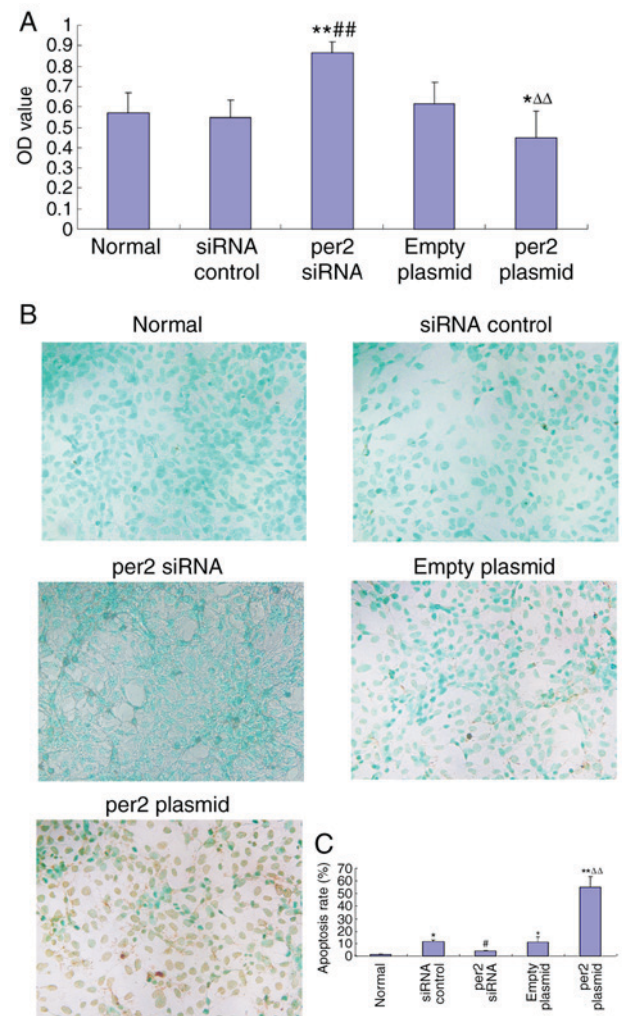 A
OD value
1
0.9
0.8
0.7
0.6
0.5
0.4
0.3
0.2
0.1
0
**##
*ΔΔ
Normal
siRNA
control
per2
siRNA
Empty
plasmid
per2
plasmid
B
Normal
siRNA control
per2 siRNA
Empty plasmid
per2 plasmid
C
Apoptosis rate (%)
70
60
50
40
30
20
10
0
*
#
*
**ΔΔ
Normal
siRNA
control
per2
siRNA
Empty
plasmid
per2
plasmid